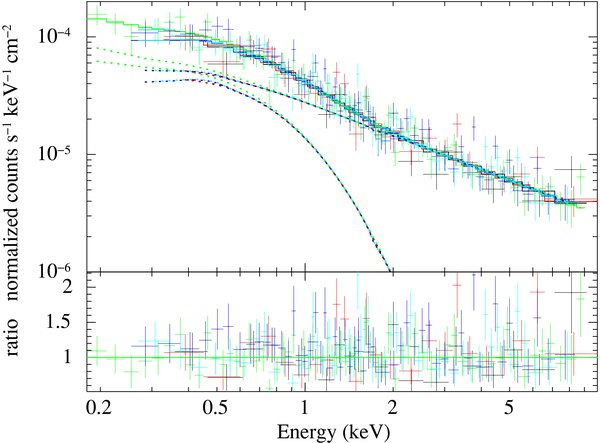 10⁻⁴
10⁻⁵
10⁻⁶
normalized counts s⁻¹ keV⁻¹ cm⁻²
2
1.5
1
ratio
0.2 0.5 1 2 5
Energy (keV)